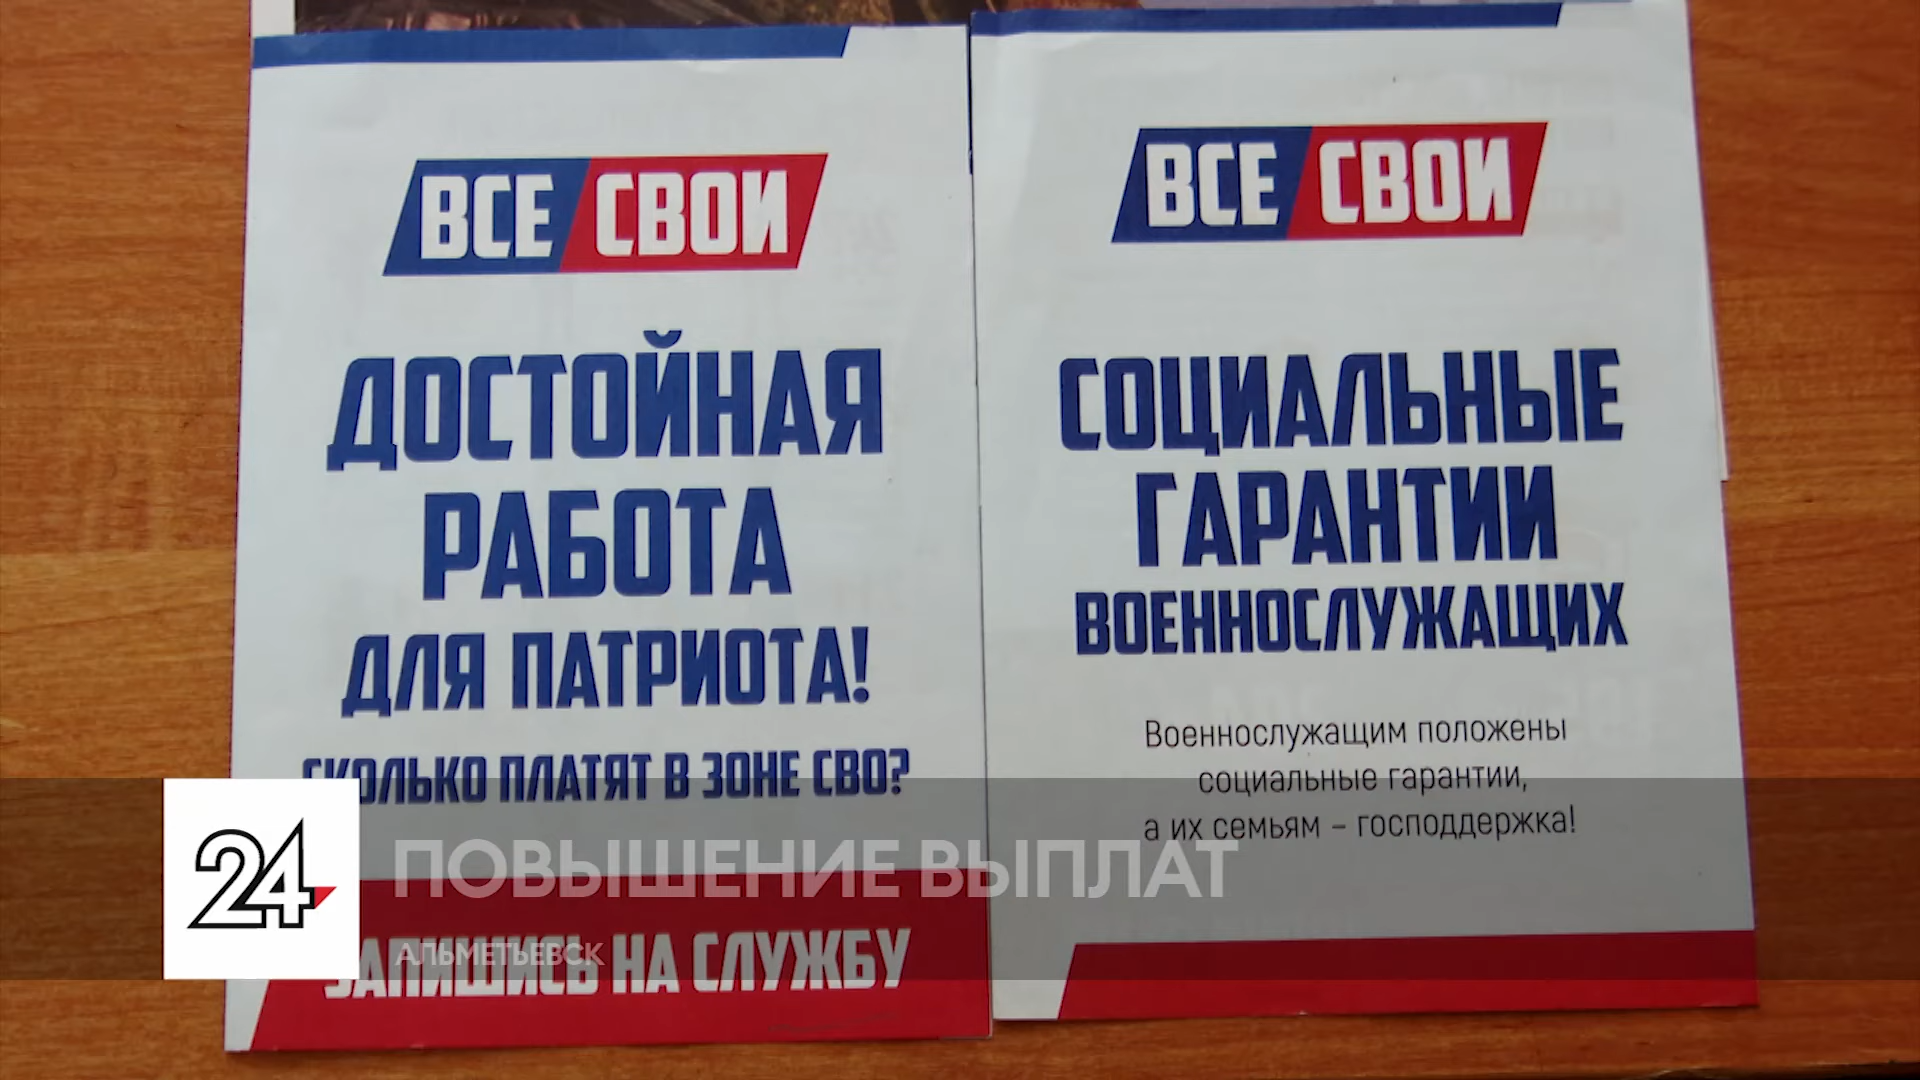 ВСЕ СВОИ
ДОСТОЙНАЯ
РАБОТА
ДЛЯ ПАТРИОТА!
СКОЛЬКО ПЛАТЯТ В ЗОНЕ СВО?
ЗАПИШИСЬ НА СЛУЖБУ
ВСЕ СВОИ
СОЦИАЛЬНЫЕ
ГАРАНТИИ
ВОЕННОСЛУЖАЩИХ
Военнослужащим положены
социальные гарантии,
а их семьям – господдержка!
24
ПОВЫШЕНИЕ ВЫПЛАТ
АЛЬМЕТЬЕВСК